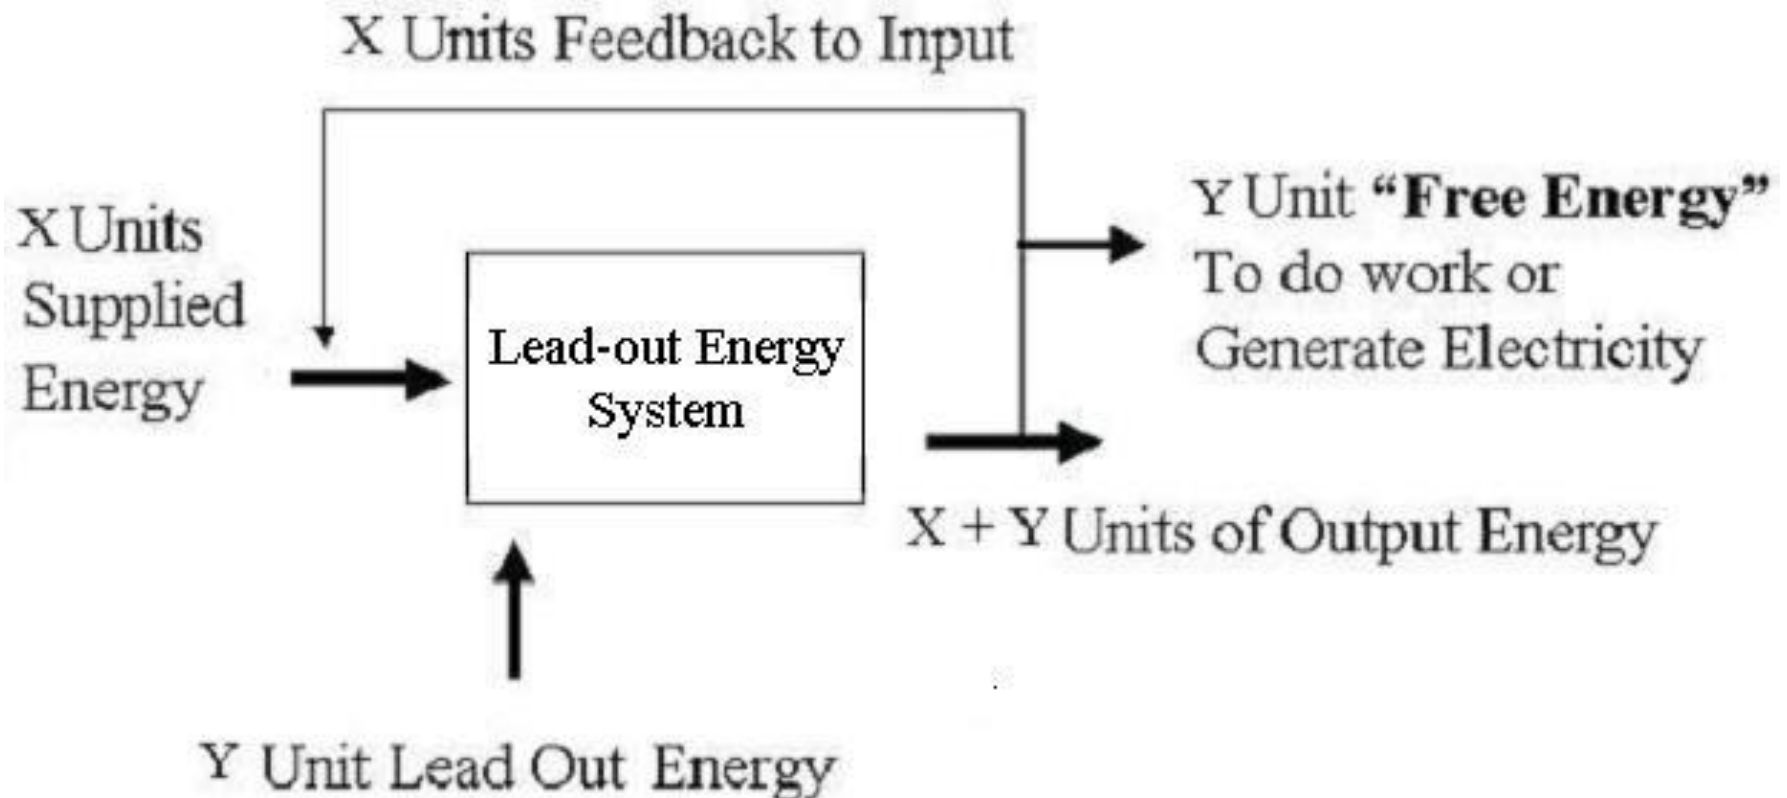 X Units Feedback to Input
X Units
Supplied
Energy
Lead-out Energy
System
Y Unit “Free Energy”
To do work or
Generate Electricity
X + Y Units of Output Energy
Y Unit Lead Out Energy